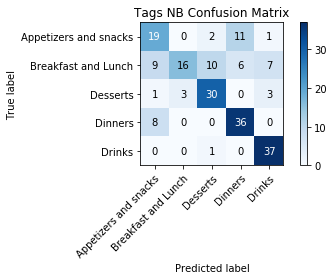 Tags NB Confusion Matrix
True label
Appetizers and snacks 19 0 2 11 1
Breakfast and Lunch 9 16 10 6 7
Desserts 1 3 30 0 3
Dinners 8 0 0 36 0
Drinks 0 0 1 0 37
Appetizers and snacks
Breakfast and Lunch
Desserts
Dinners
Drinks
Predicted label
30
20
10
0